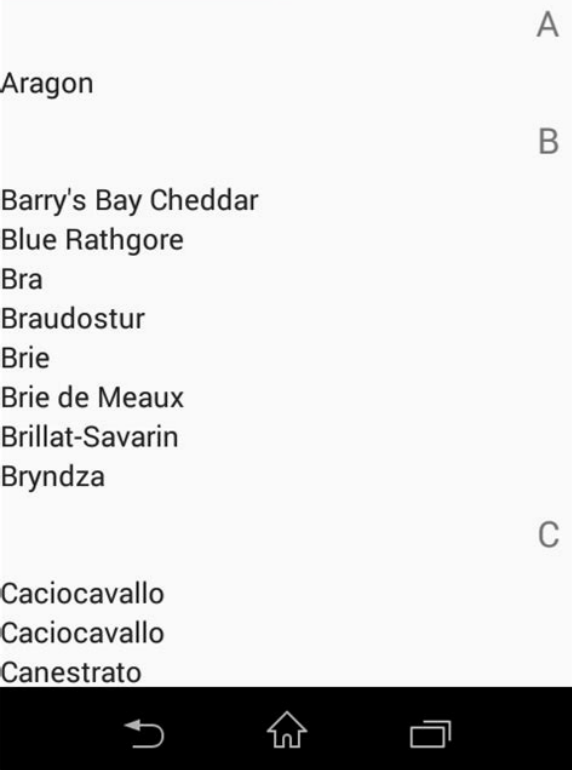 A
Aragon
B
Barry's Bay Cheddar
Blue Rathgore
Bra
Braudostur
Brie
Brie de Meaux
Brillat-Savarin
Bryndza
C
Caciocavallo
Caciocavallo
Canestrato